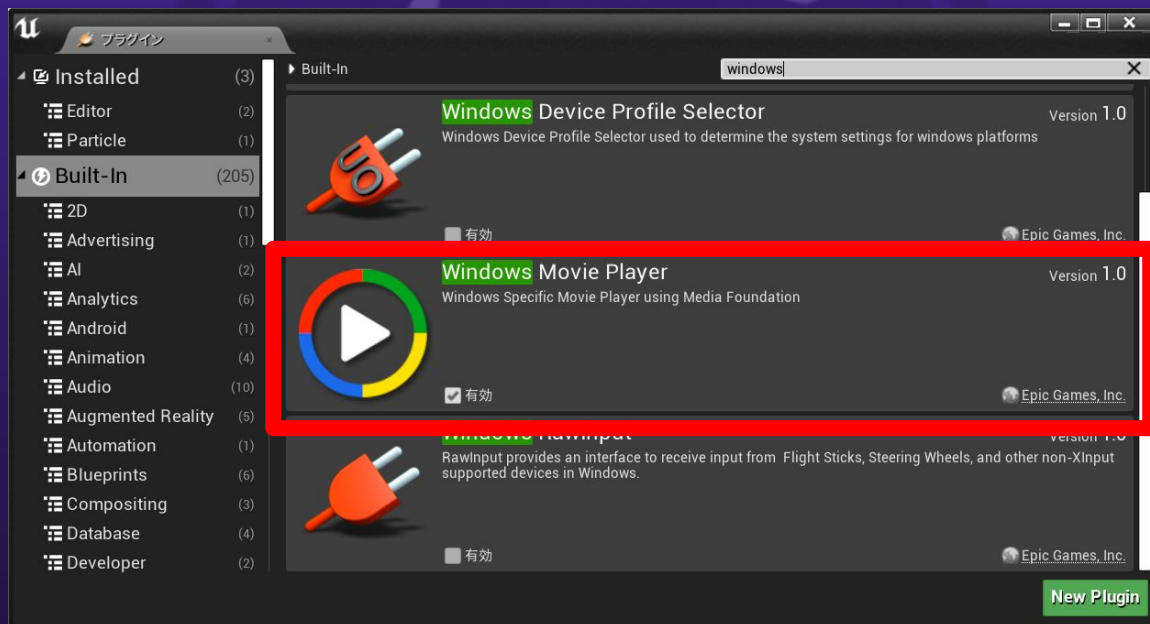 プラグイン
Installed (3)
Editor (2)
Particle (1)
Built-In (205)
2D (1)
Advertising (1)
AI (2)
Analytics (6)
Android (1)
Animation (4)
Audio (10)
Augmented Reality (5)
Automation (1)
Blueprints (6)
Compositing (3)
Database (4)
Developer (2)
Built-In
windows
Windows Device Profile Selector
Version 1.0
Windows Device Profile Selector used to determine the system settings for windows platforms
UO
有効
Epic Games, Inc.
Windows Movie Player
Version 1.0
Windows Specific Movie Player using Media Foundation
有効
Epic Games, Inc.
Windows RawInput
Version 1.0
RawInput provides an interface to receive input from Flight Sticks, Steering Wheels, and other non-XInput
supported devices in Windows.
有効
Epic Games, Inc.
New Plugin